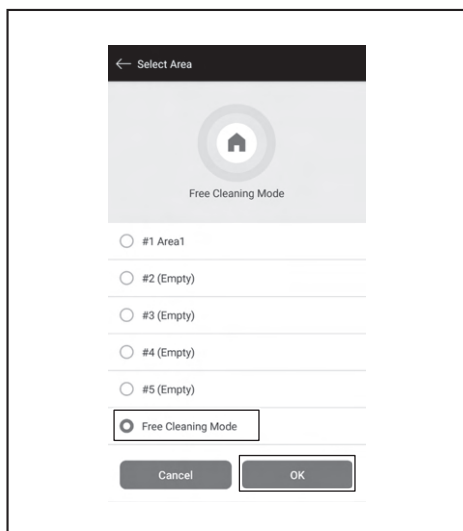 Select Area
Free Cleaning Mode
#1 Area1
#2 (Empty)
#3 (Empty)
#4 (Empty)
#5 (Empty)
Free Cleaning Mode
Cancel OK